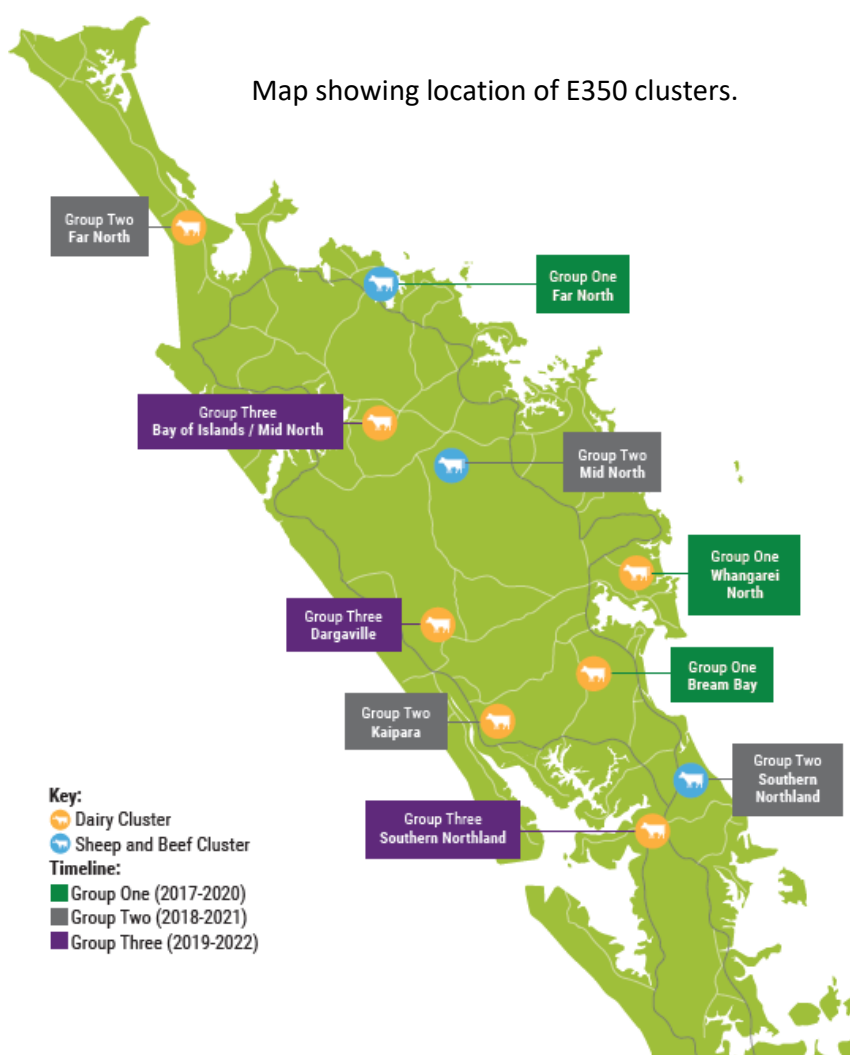 Map showing location of E350 clusters.
Group Two
Far North
Group One
Far North
Group Three
Bay of Islands / Mid North
Group Two
Mid North
Group One
Whangarei
North
Group Three
Dargaville
Group One
Bream Bay
Group Two
Kaipara
Group Two
Southern
Northland
Group Three
Southern Northland
Key:
Dairy Cluster
Sheep and Beef Cluster
Timeline:
Group One (2017-2020)
Group Two (2018-2021)
Group Three (2019-2022)